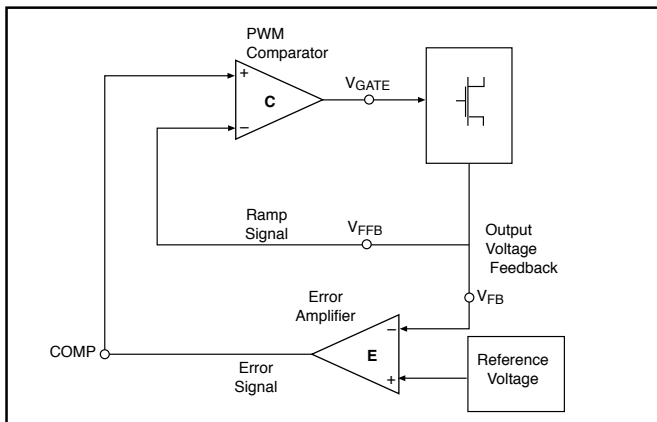 PWM
Comparator
+
C
−
VGATE
Ramp
Signal
VFFB
Output
Voltage
Feedback
VFB
Error
Amplifier
−
E
+
COMP
Error
Signal
Reference
Voltage